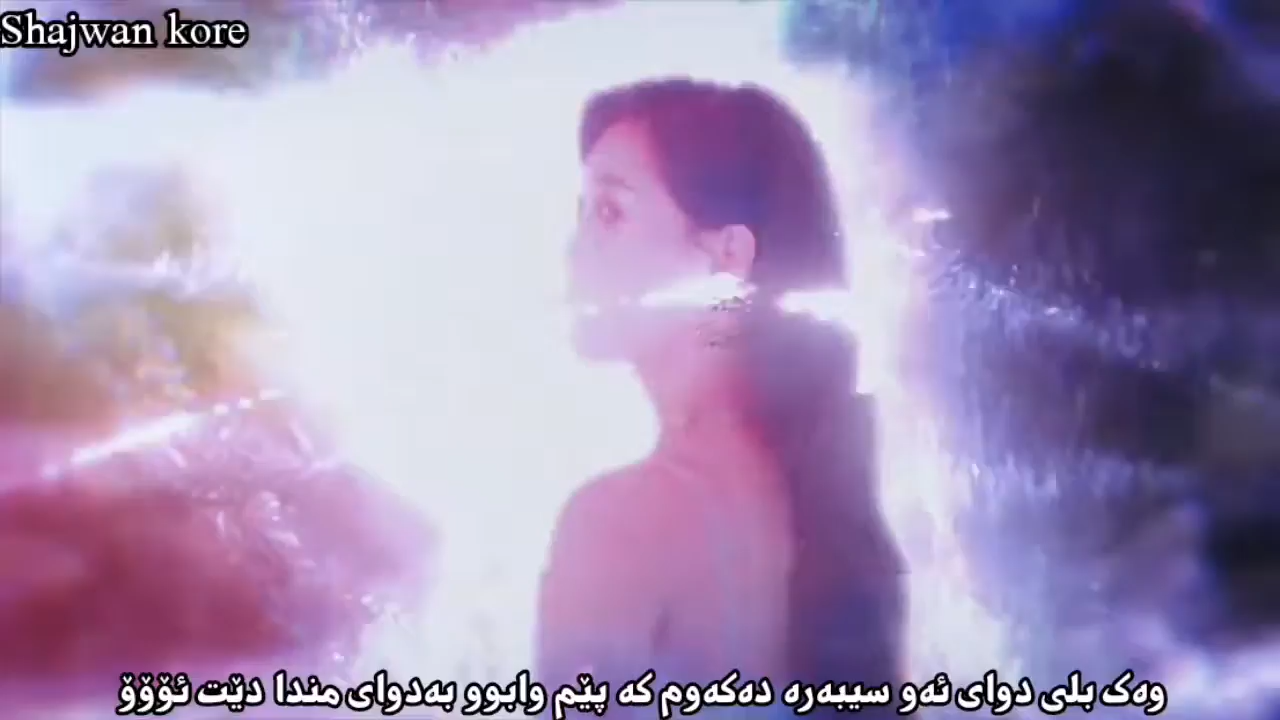 Shajwan kore
وەک بلی دوای ئەو سیبەرە دەکەوم کە پێم وابوو بەدوای مندا دێت ئۆۆۆ